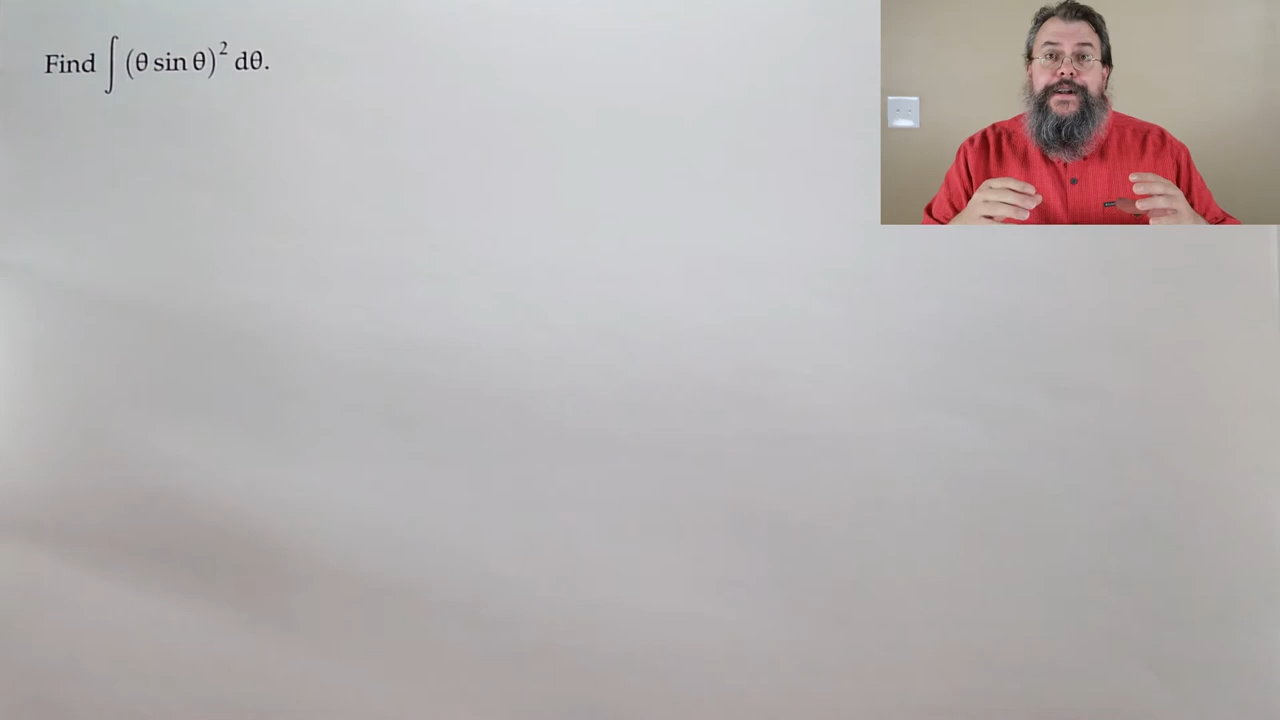 Find ∫ (θ sin θ)² dθ.